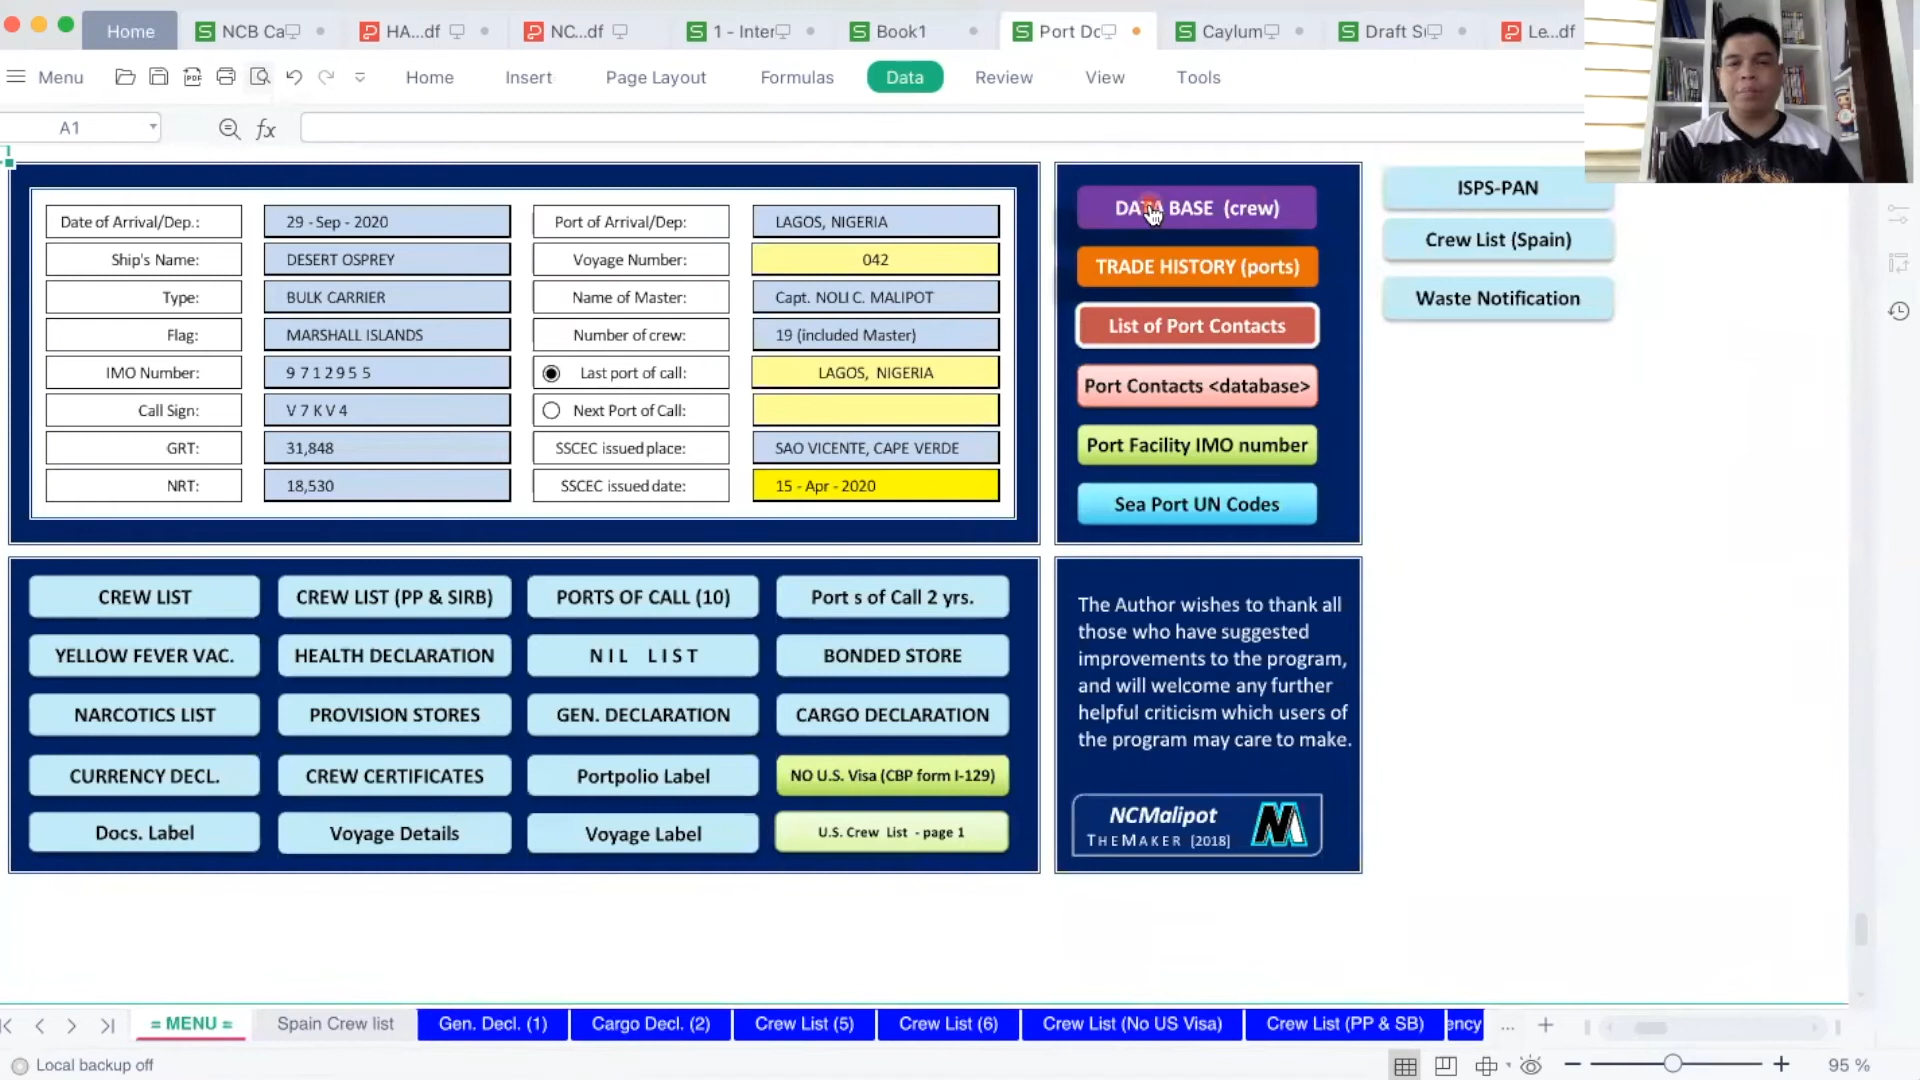 Home NCB Ca HA...df NC...df 1 - Inter Book1 Port Do Caylum Draft S Le...df
Menu Home Insert Page Layout Formulas Data Review View Tools
A1 fx
Date of Arrival/Dep.: 29 - Sep - 2020 Port of Arrival/Dep: LAGOS, NIGERIA
Ship's Name: DESERT OSPREY Voyage Number: 042
Type: BULK CARRIER Name of Master: Capt. NOLI C. MALIPOT
Flag: MARSHALL ISLANDS Number of crew: 19 (included Master)
IMO Number: 9 7 1 2 9 5 5 Last port of call: LAGOS, NIGERIA
Call Sign: V 7 K V 4 Next Port of Call:
GRT: 31,848 SSCEC issued place: SAO VICENTE, CAPE VERDE
NRT: 18,530 SSCEC issued date: 15 - Apr - 2020
DATA BASE (crew)
TRADE HISTORY (ports)
List of Port Contacts
Port Contacts <database>
Port Facility IMO number
Sea Port UN Codes
ISPS-PAN
Crew List (Spain)
Waste Notification
CREW LIST CREW LIST (PP & SIRB) PORTS OF CALL (10) Port s of Call 2 yrs.
YELLOW FEVER VAC. HEALTH DECLARATION N I L L I S T BONDED STORE
NARCOTICS LIST PROVISION STORES GEN. DECLARATION CARGO DECLARATION
CURRENCY DECL. CREW CERTIFICATES Portpolio Label NO U.S. Visa (CBP form I-129)
Docs. Label Voyage Details Voyage Label U.S. Crew List - page 1
The Author wishes to thank all
those who have suggested
improvements to the program,
and will welcome any further
helpful criticism which users of
the program may care to make.
NCMalipot
THEMAKER [2018]
= MENU = Spain Crew list Gen. Decl. (1) Cargo Decl. (2) Crew List (5) Crew List (6) Crew List (No US Visa) Crew List (PP & SB) ency ...
Local backup off 95 %